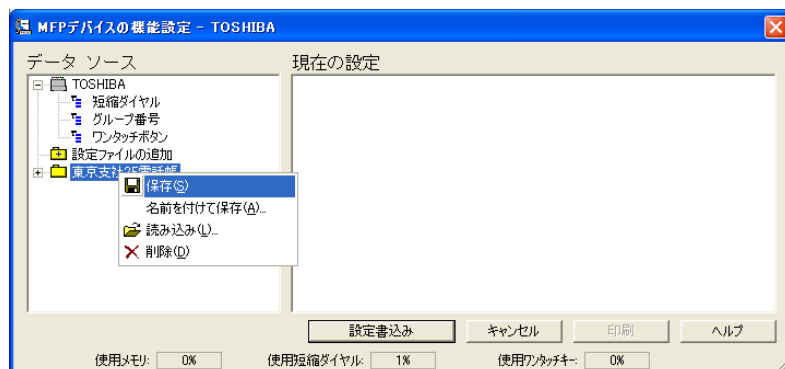 MFPデバイスの機能設定 - TOSHIBA
データ ソース
現在の設定
TOSHIBA
短縮ダイヤル
グループ番号
ワンタッチボタン
設定ファイルの追加
東京支社2F電話帳
保存(S)
名前を付けて保存(A)...
読み込み(L)...
削除(D)
設定書込み
キャンセル
印刷
ヘルプ
使用メモリ: 0%
使用短縮ダイヤル: 1%
使用ワンタッチキー: 0%